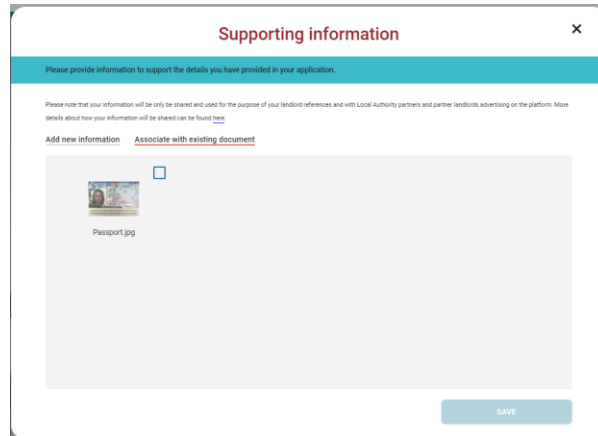 Supporting information
Please provide information to support the details you have provided in your application.
Please note that your information will be only be shared and used for the purpose of your landlord references and with Local Authority partners and partner landlords advertising on the platform. More
details about how your information will be shared can be found here.
Add new information Associate with existing document
Passport.jpg
SAVE